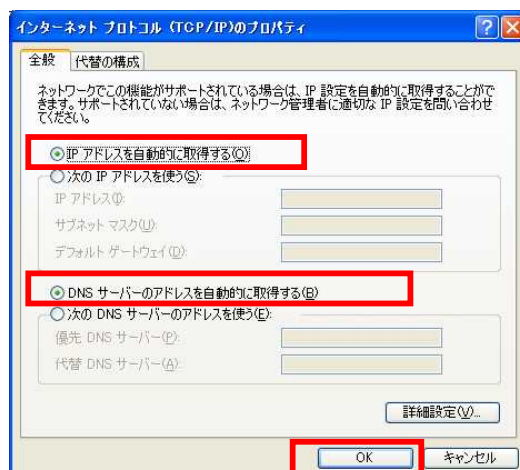 インターネット プロトコル (TCP/IP)のプロパティ
全般 代替の構成
ネットワークでこの機能がサポートされている場合は、IP 設定を自動的に取得することがで
きます。サポートされていない場合は、ネットワーク管理者に適切な IP 設定を問い合わせ
てください。
IP アドレスを自動的に取得する(O)
次の IP アドレスを使う(S):
IP アドレス(I):
サブネット マスク(U):
デフォルト ゲートウェイ(D):
DNS サーバーのアドレスを自動的に取得する(B)
次の DNS サーバーのアドレスを使う(E):
優先 DNS サーバー(P):
代替 DNS サーバー(A):
詳細設定(V)...
OK キャンセル